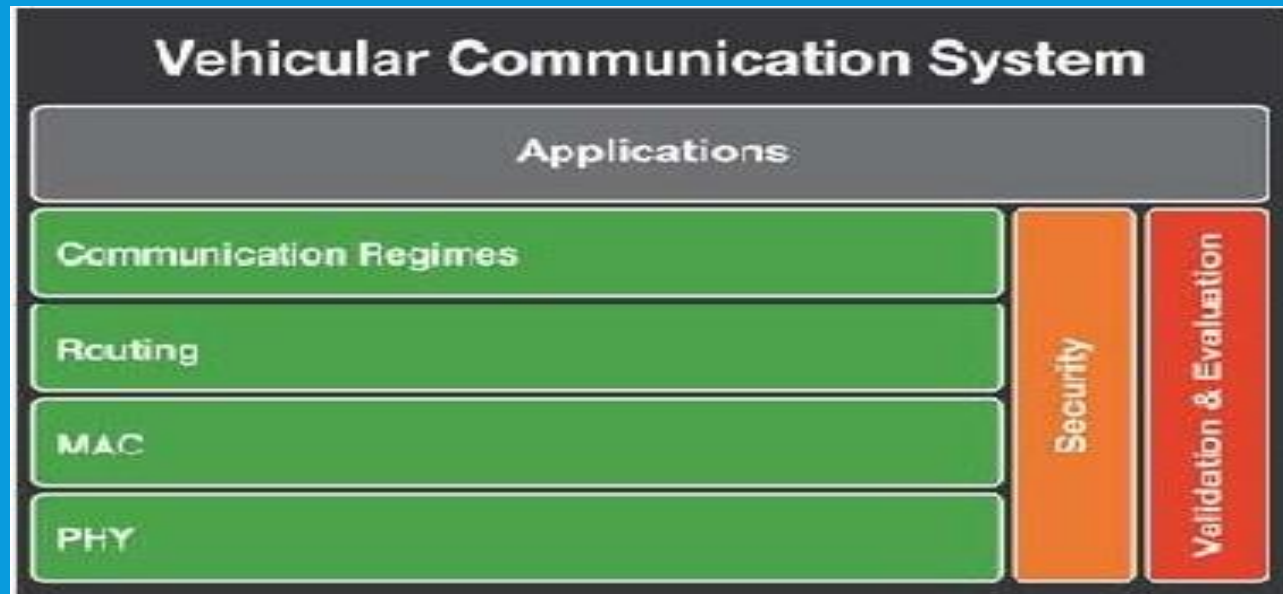 Vehicular Communication System
Applications
Communication Regimes
Routing
MAC
PHY
Security
Validation & Evaluation